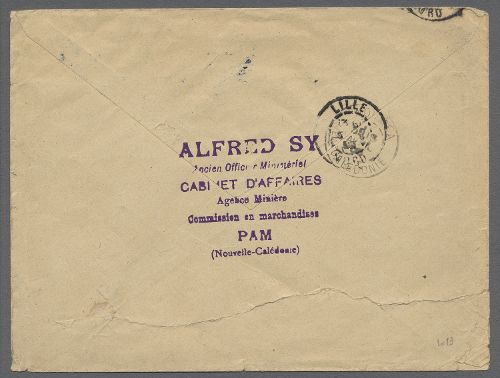 ALFRED SY
Ancien Officier Ministériel
CABINET D'AFFAIRES
Agence Minière
Commission en marchandises
PAM
(Nouvelle-Calédonie)
LILLE